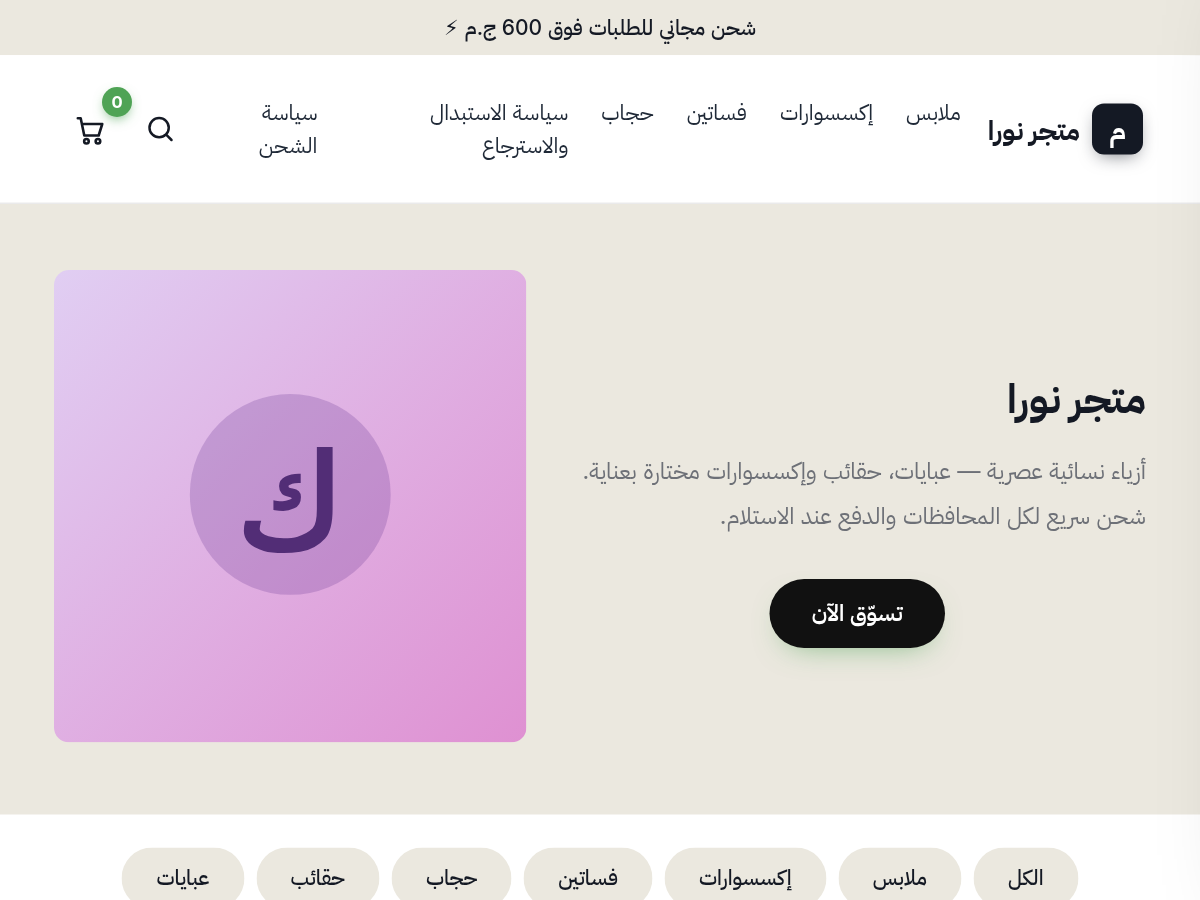 شحن مجاني للطلبات فوق 600 ج.م ⚡
م
متجر نورا
ملابس
إكسسوارات
فساتين
حجاب
سياسة الاستبدال
والاسترجاع
سياسة
الشحن
0
متجر نورا
أزياء نسائية عصرية — عبايات، حقائب وإكسسوارات مختارة بعناية.
شحن سريع لكل المحافظات والدفع عند الاستلام.
تسوّق الآن
ك
الكل
ملابس
إكسسوارات
فساتين
حجاب
حقائب
عبايات